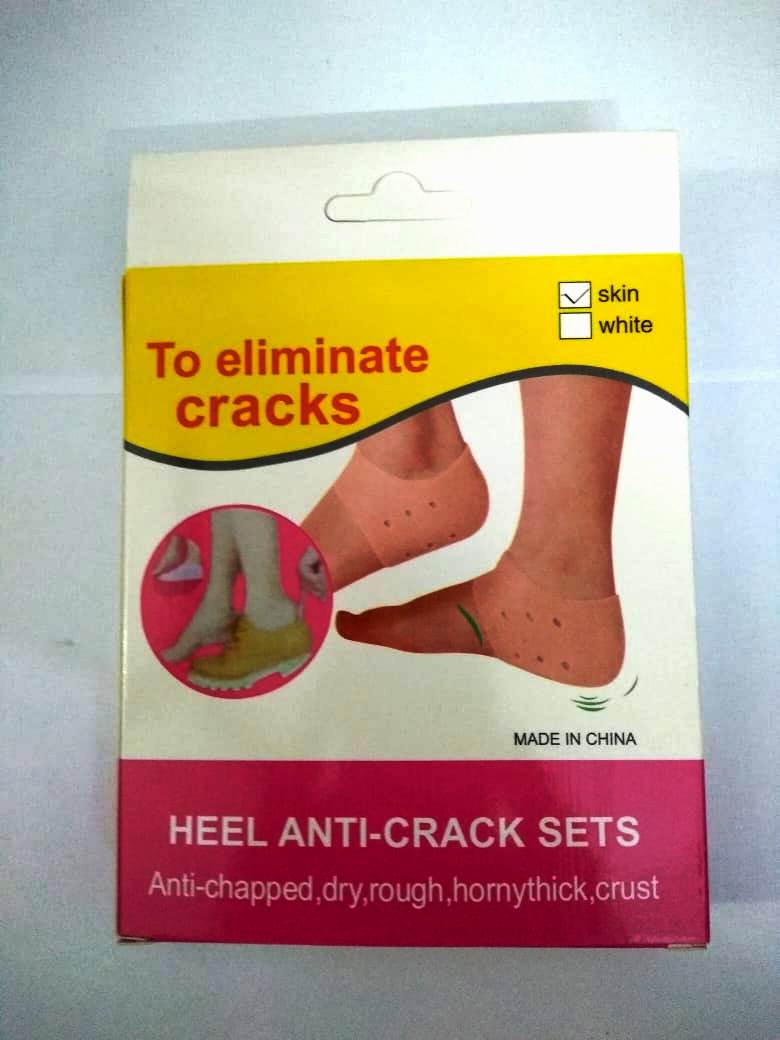 skin
white
To eliminate
cracks
MADE IN CHINA
HEEL ANTI-CRACK SETS
Anti-chapped,dry,rough,hornythick,crust